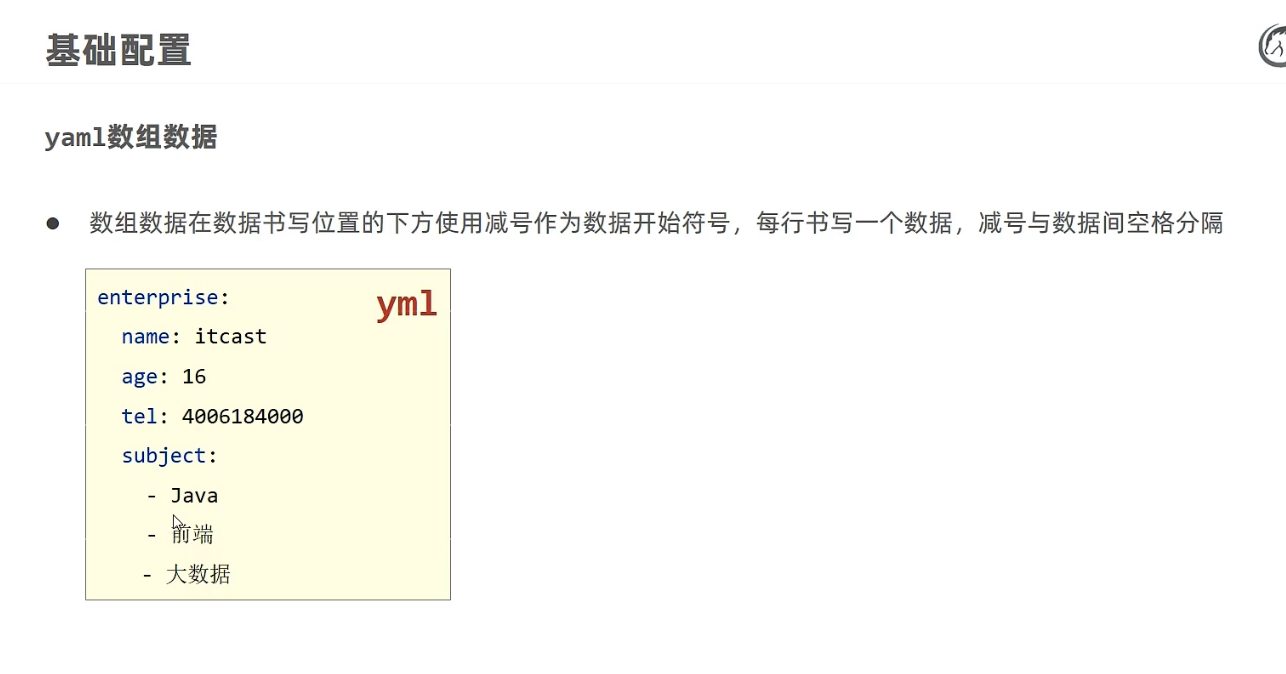 基础配置
yaml数组数据
● 数组数据在数据书写位置的下方使用减号作为数据开始符号，每行书写一个数据，减号与数据间空格分隔
yml
enterprise:
name: itcast
age: 16
tel: 4006184000
subject:
- Java
- 前端
- 大数据